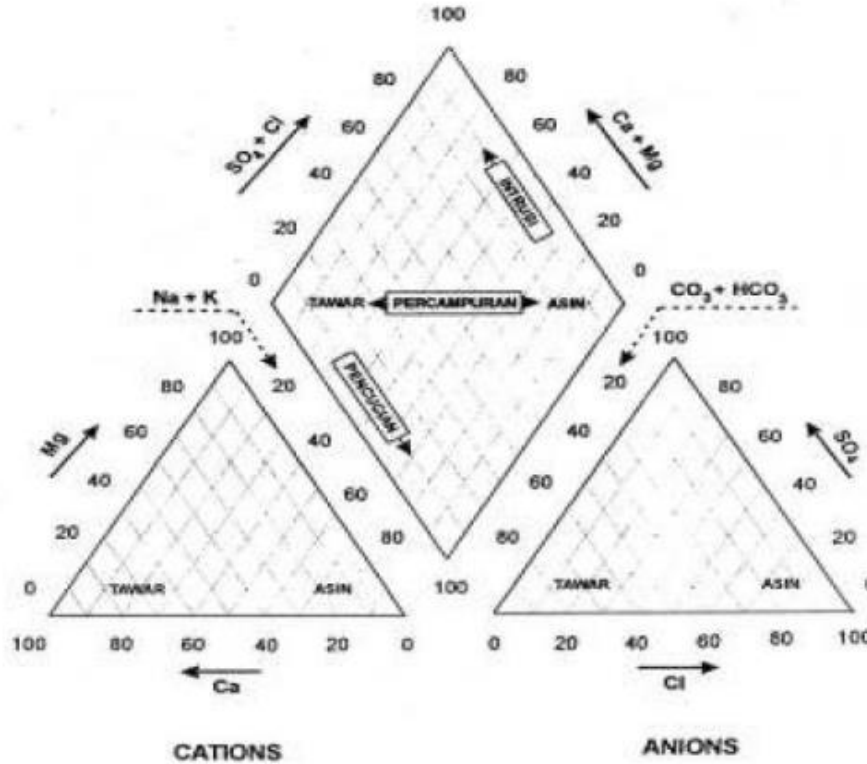 100
80 80
SO₄ + Cl 60 60 Ca + Mg
40 40
20 INTRUSI 20
0 0
Na + K TAWAR PERCAMPURAN ASIN CO₃ + HCO₃
100 100
80 20 PENCUCIAN 20 80
Mg 60 40 40 60 SO₄
40 60 60 40
20 80 80 20
0 TAWAR ASIN 100 TAWAR ASIN
100 80 60 40 20 0 0 20 40 60 80 100
Ca Cl
CATIONS ANIONS